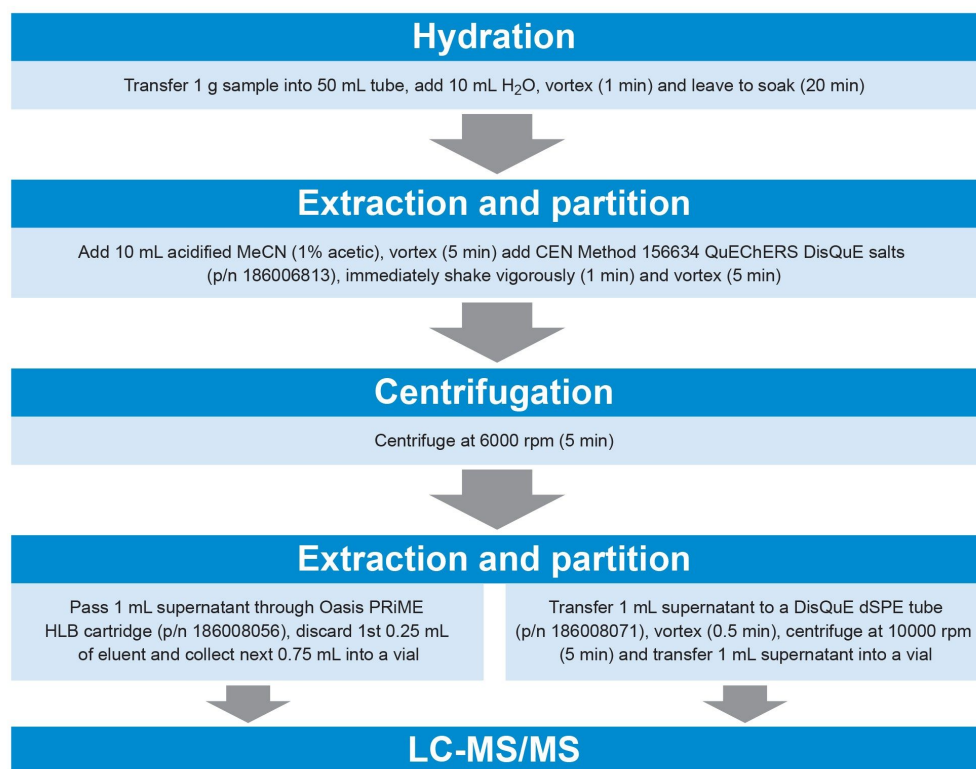 Hydration
Transfer 1 g sample into 50 mL tube, add 10 mL H₂O, vortex (1 min) and leave to soak (20 min)
Extraction and partition
Add 10 mL acidified MeCN (1% acetic), vortex (5 min) add CEN Method 156634 QuEChERS DisQuE salts
(p/n 186006813), immediately shake vigorously (1 min) and vortex (5 min)
Centrifugation
Centrifuge at 6000 rpm (5 min)
Extraction and partition
Pass 1 mL supernatant through Oasis PRiME
HLB cartridge (p/n 186008056), discard 1st 0.25 mL
of eluent and collect next 0.75 mL into a vial
Transfer 1 mL supernatant to a DisQuE dSPE tube
(p/n 186008071), vortex (0.5 min), centrifuge at 10000 rpm
(5 min) and transfer 1 mL supernatant into a vial
LC-MS/MS